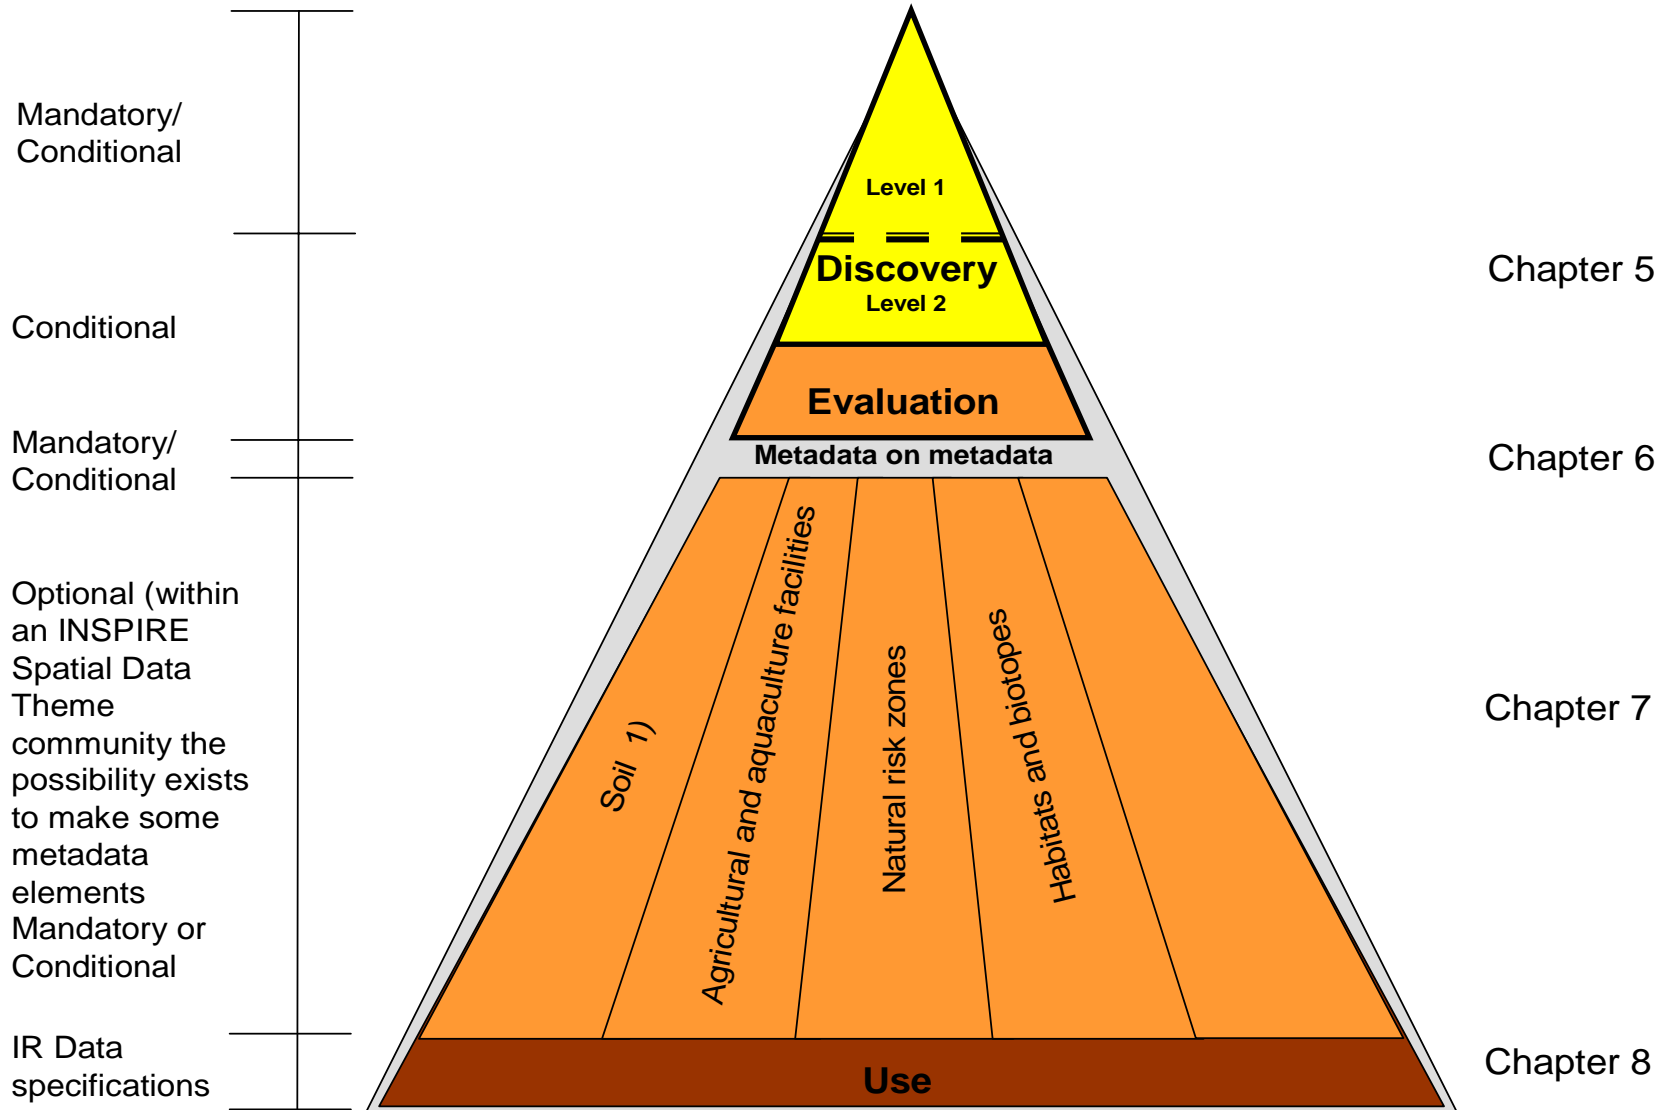 Mandatory/
Conditional
Conditional
Mandatory/
Conditional
Optional (within
an INSPIRE
Spatial Data
Theme
community the
possibility exists
to make some
metadata
elements
Mandatory or
Conditional
IR Data
specifications
Level 1
Discovery
Level 2
Evaluation
Metadata on metadata
Soil 1)
Agricultural and aquaculture facilities
Natural risk zones
Habitats and biotopes
Use
Chapter 5
Chapter 6
Chapter 7
Chapter 8